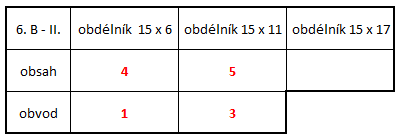 6. B - II. obdélník 15 x 6 obdélník 15 x 11 obdélník 15 x 17
obsah 4 5
obvod 1 3